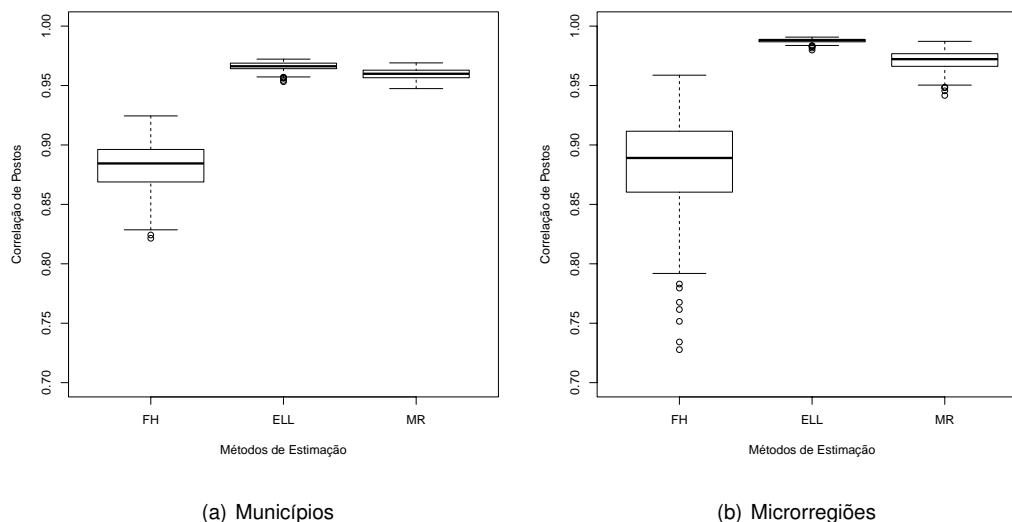 Correlação de Postos
1.00
0.95
0.90
0.85
0.80
0.75
0.70
FH ELL MR
Métodos de Estimação
(a) Municípios
Correlação de Postos
1.00
0.95
0.90
0.85
0.80
0.75
0.70
FH ELL MR
Métodos de Estimação
(b) Microrregiões